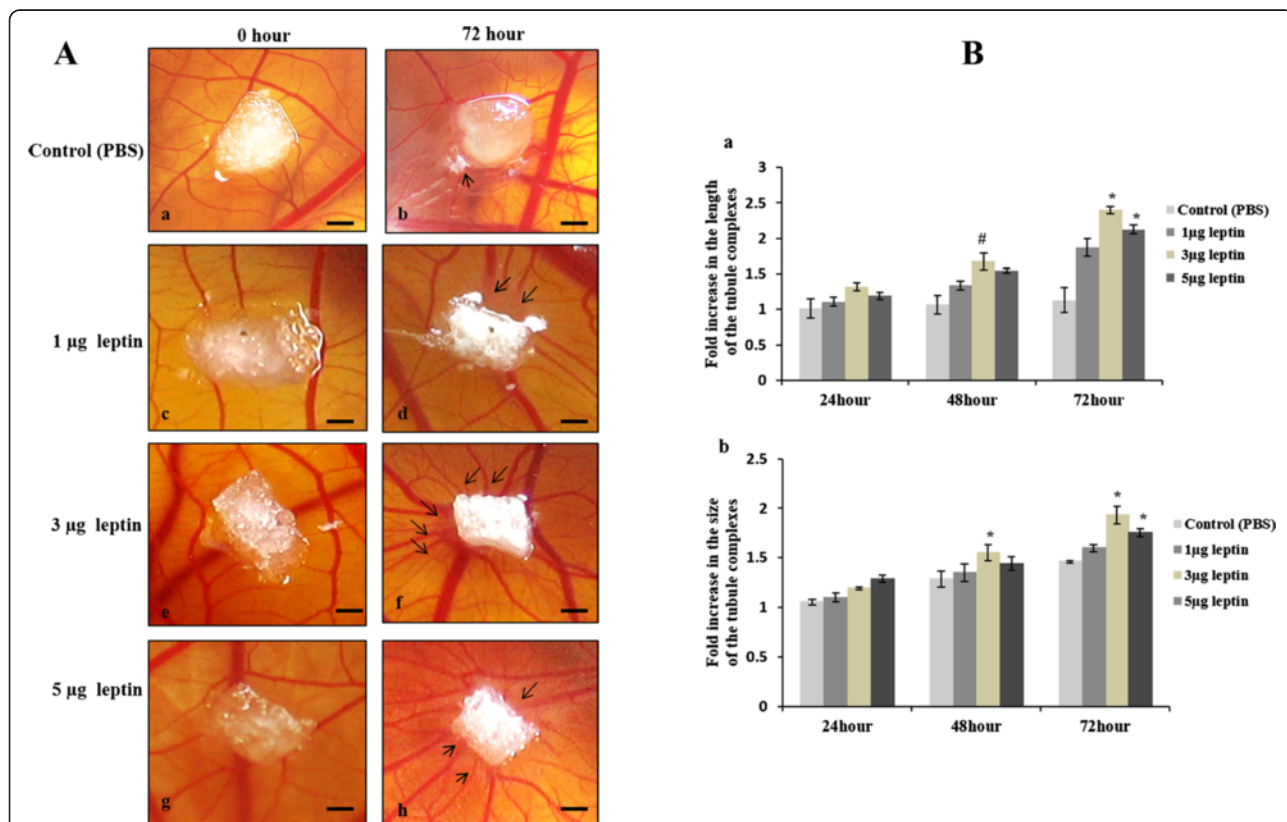 A
0 hour
72 hour
Control (PBS)
a
b
1 µg leptin
c
d
3 µg leptin
e
f
5 µg leptin
g
h
B
a
Fold increase in the length
of the tubule complexes
3
2.5
2
1.5
1
0.5
0
#
*
*
24hour
48hour
72hour
Control (PBS)
1µg leptin
3µg leptin
5µg leptin
b
Fold increase in the size
of the tubule complexes
2.5
2
1.5
1
0.5
0
*
*
*
24hour
48hour
72hour
Control (PBS)
1µg leptin
3µg leptin
5µg leptin